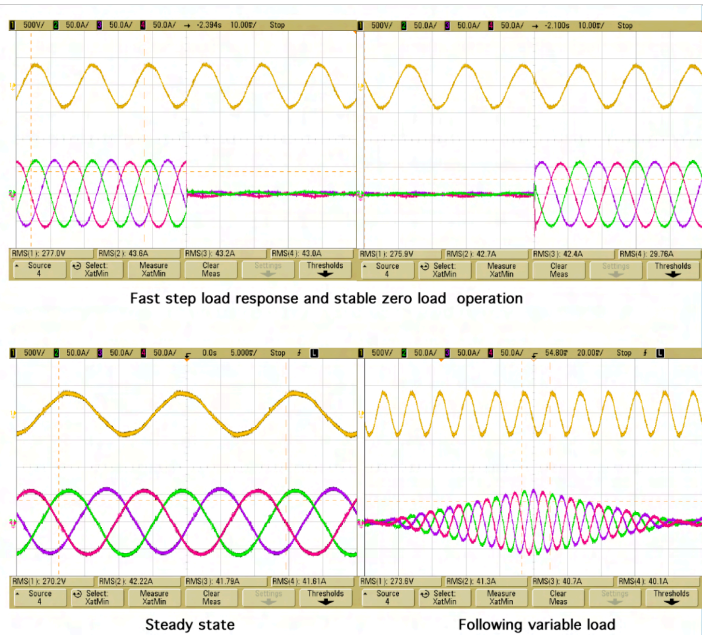 1 500V/ 2 50.0A/ 3 50.0A/ 4 50.0A/ → -2.394s 10.00▽/ Stop
1 500V/ 2 50.0A/ 3 50.0A/ 4 50.0A/ → -2.100s 10.00▽/ Stop
RMS(1): 277.0V RMS(2): 43.6A RMS(3): 43.2A RMS(4): 43.0A
RMS(1): 275.9V RMS(2): 42.7A RMS(3): 42.4A RMS(4): 29.76A
Source 4 Select: XatMin Measure XatMin Clear Meas Settings Thresholds
Source 4 Select: XatMin Measure XatMin Clear Meas Settings Thresholds
Fast step load response and stable zero load operation
1 500V/ 2 50.0A/ 3 50.0A/ 4 50.0A/ 0.0s 5.000▽/ Stop L
1 500V/ 2 50.0A/ 3 50.0A/ 4 50.0A/ 54.80▽ 20.00▽/ Stop L
RMS(1): 270.2V RMS(2): 42.22A RMS(3): 41.79A RMS(4): 41.61A
RMS(1): 273.6V RMS(2): 41.3A RMS(3): 40.7A RMS(4): 40.1A
Source 4 Select: XatMin Measure XatMin Clear Meas Settings Thresholds
Source 4 Select: XatMin Measure XatMin Clear Meas Settings Thresholds
Steady state
Following variable load